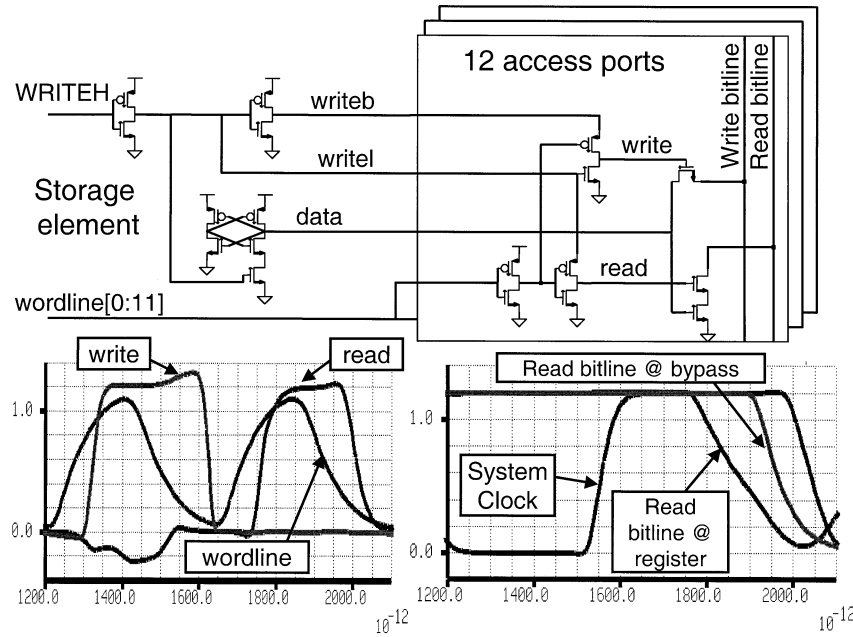 12 access ports
Write bitline
Read bitline
WRITEH
writeb
write
writel
Storage
element
data
read
wordline[0:11]
write
read
1.0
0.0
wordline
1200.0 1400.0 1600.0 1800.0 2000.0
10⁻¹²
Read bitline @ bypass
1.0
System
Clock
Read
bitline @
register
0.0
1200.0 1400.0 1600.0 1800.0 2000.0
10⁻¹²